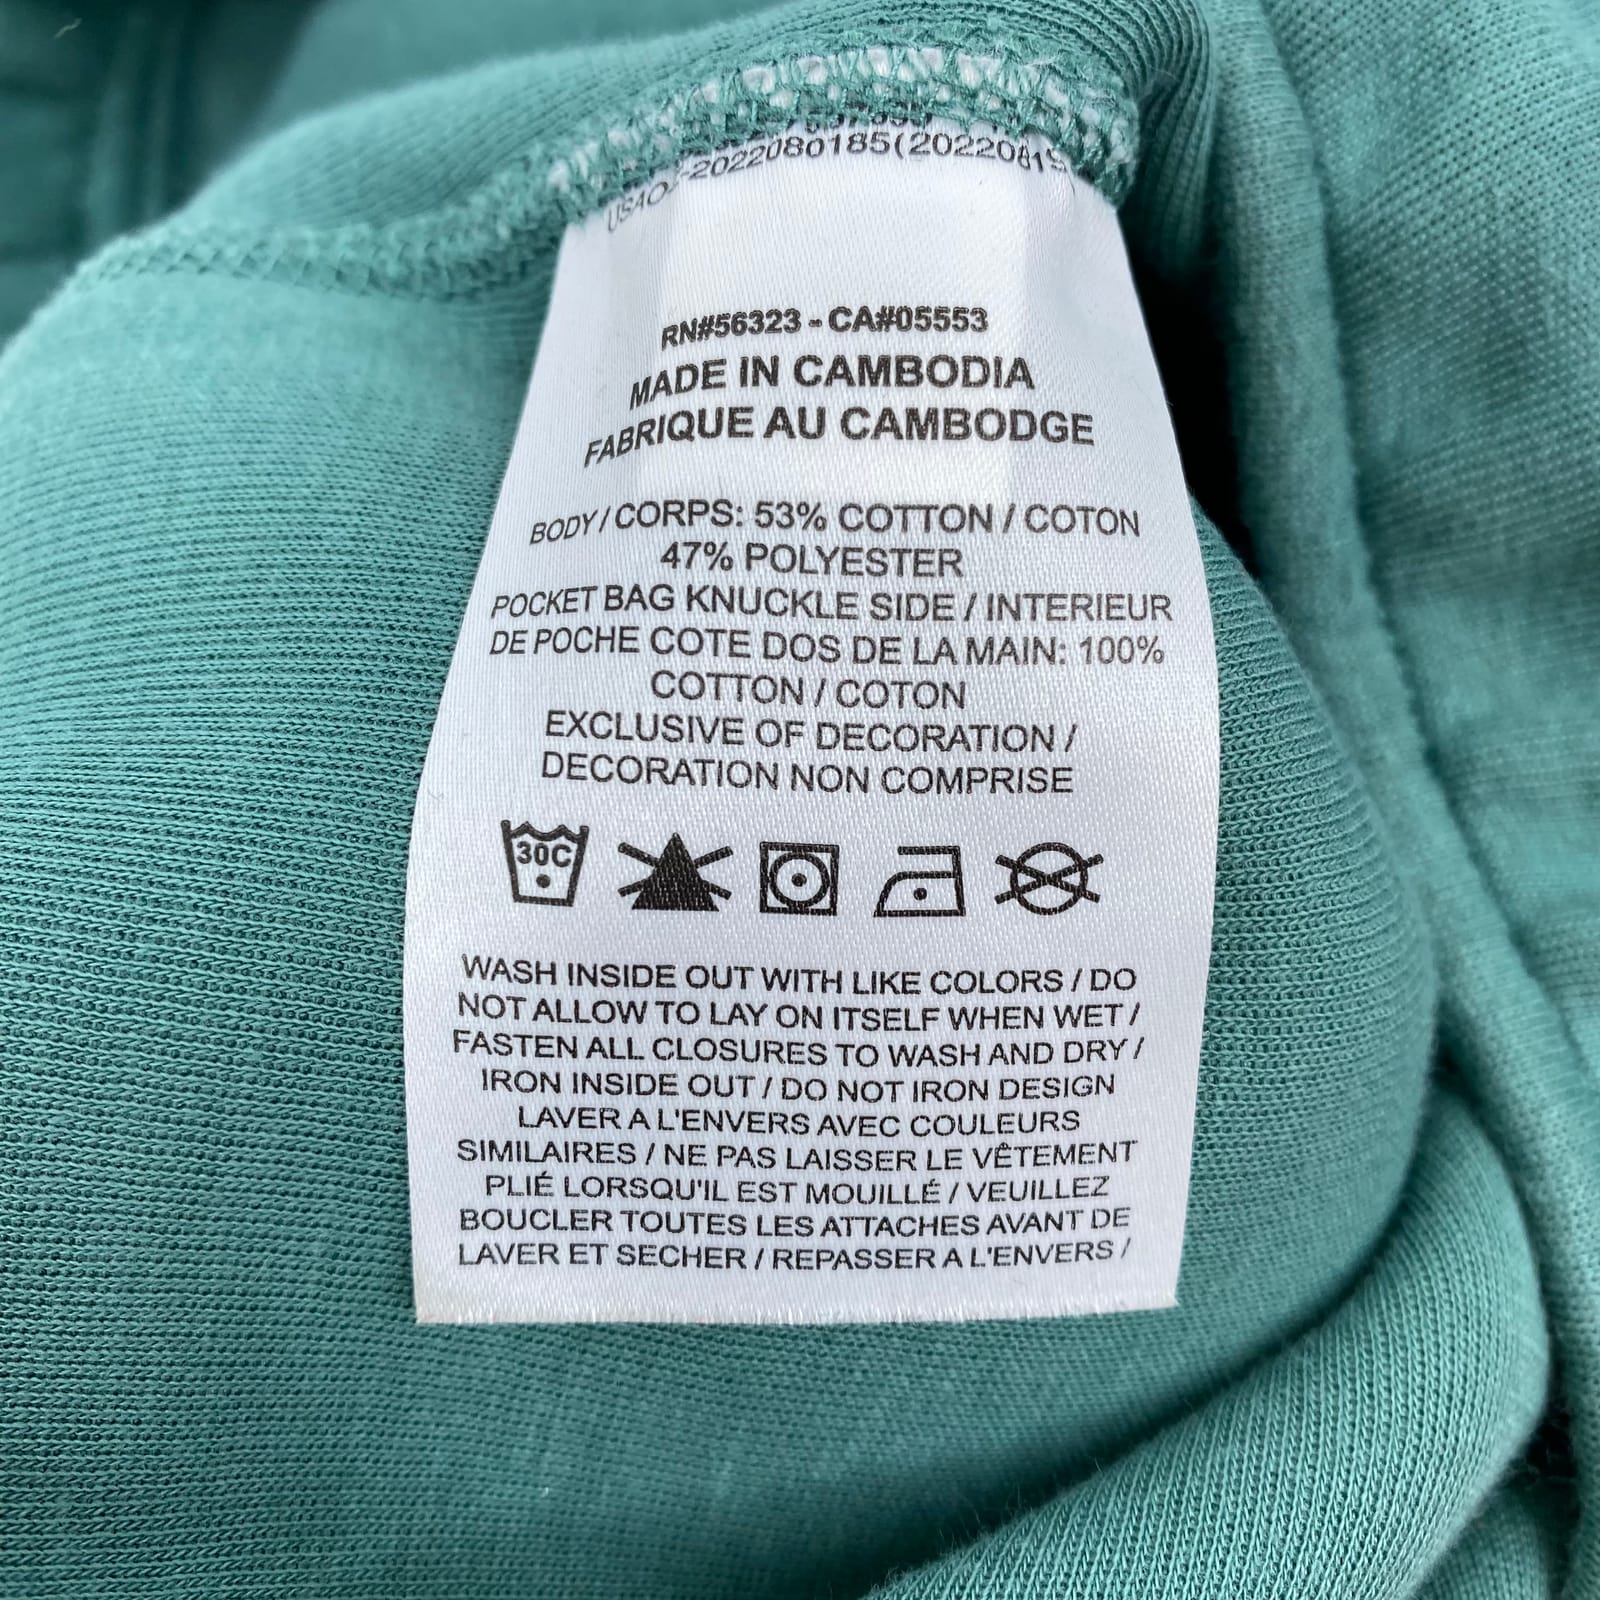 2022080185(2022081
RN#56323 - CA#05553
MADE IN CAMBODIA
FABRIQUE AU CAMBODGE
BODY / CORPS: 53% COTTON / COTON
47% POLYESTER
POCKET BAG KNUCKLE SIDE / INTERIEUR
DE POCHE COTE DOS DE LA MAIN: 100%
COTTON / COTON
EXCLUSIVE OF DECORATION /
DECORATION NON COMPRISE
30C
WASH INSIDE OUT WITH LIKE COLORS / DO
NOT ALLOW TO LAY ON ITSELF WHEN WET /
FASTEN ALL CLOSURES TO WASH AND DRY /
IRON INSIDE OUT / DO NOT IRON DESIGN
LAVER A L'ENVERS AVEC COULEURS
SIMILAIRES / NE PAS LAISSER LE VÊTEMENT
PLIÉ LORSQU'IL EST MOUILLÉ / VEUILLEZ
BOUCLER TOUTES LES ATTACHES AVANT DE
LAVER ET SECHER / REPASSER A L'ENVERS /